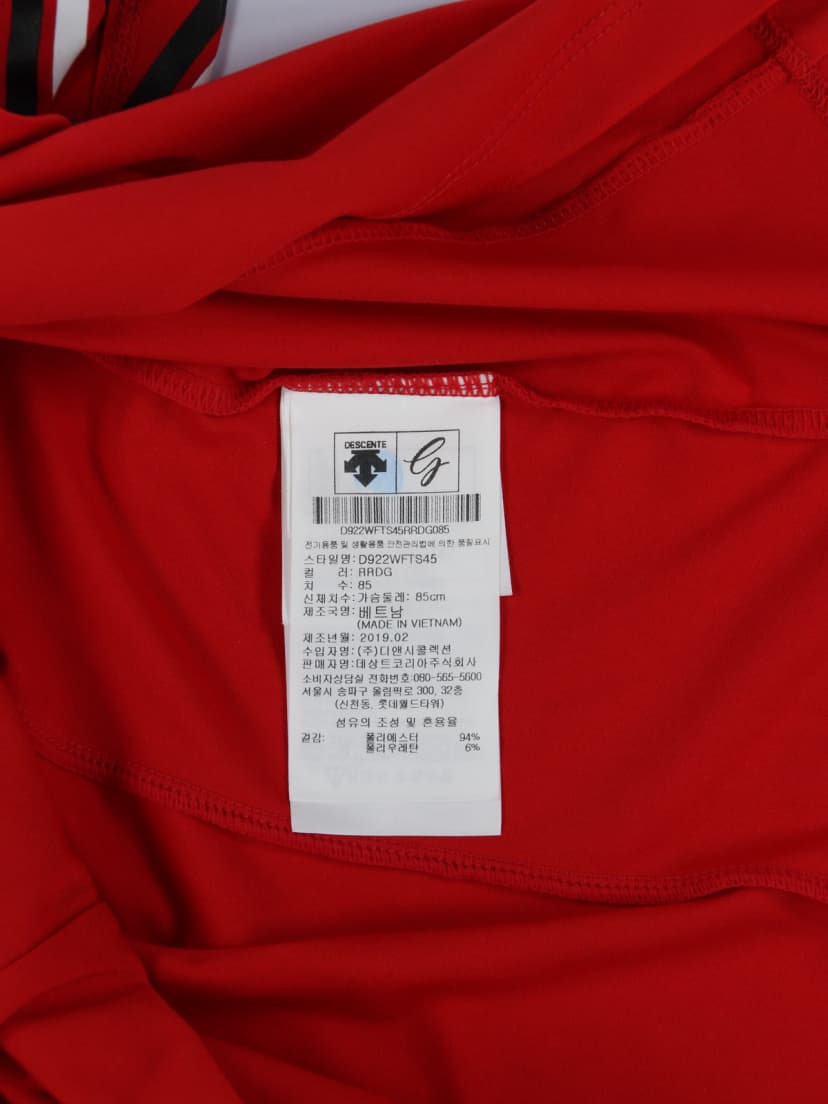 DESCENTE
G
D922WFTS45RRDG085
전기용품 및 생활용품 안전관리법에 의한 품질표시
스타일명: D922WFTS45
컬 러: RRDG
치 수: 85
신체치수: 가슴둘레: 85cm
제조국명: 베트남
(MADE IN VIETNAM)
제조년월: 2019.02
수입자명: (주)디앤시콜렉션
판매자명: 데상트코리아주식회사
소비자상담실 전화번호: 080-565-5600
서울시 송파구 올림픽로 300, 32층
(신천동, 롯데월드타워)
섬유의 조성 및 혼용율
겉감: 폴리에스터 94%
폴리우레탄 6%